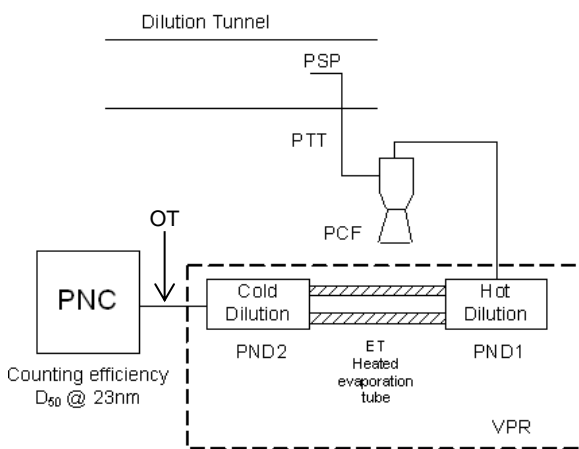 Dilution Tunnel
PSP
PTT
PCF
OT
PNC
Cold
Dilution
Hot
Dilution
PND2
ET
Heated
evaporation
tube
PND1
Counting efficiency
D₅₀ @ 23nm
VPR